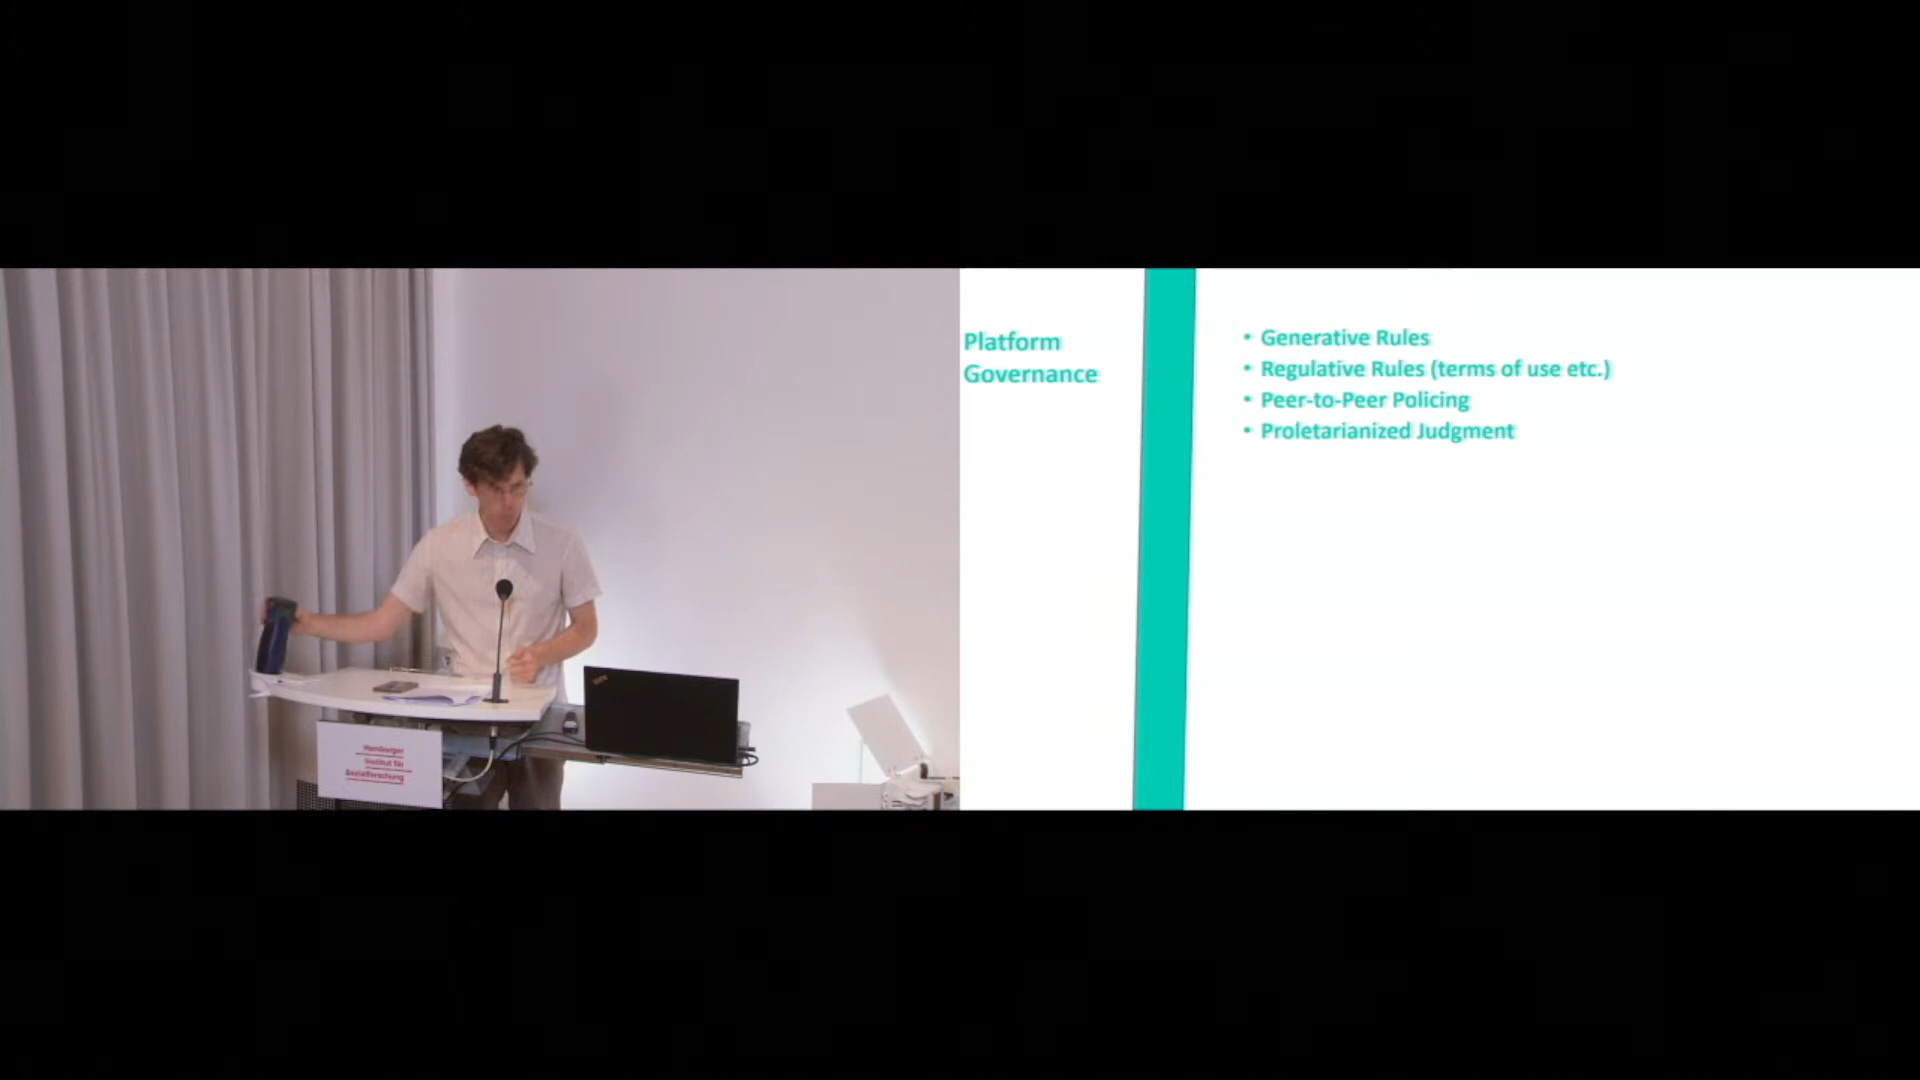 Platform
Governance
• Generative Rules
• Regulative Rules (terms of use etc.)
• Peer-to-Peer Policing
• Proletarianized Judgment
Hamburger
Institut für
Sozialforschung